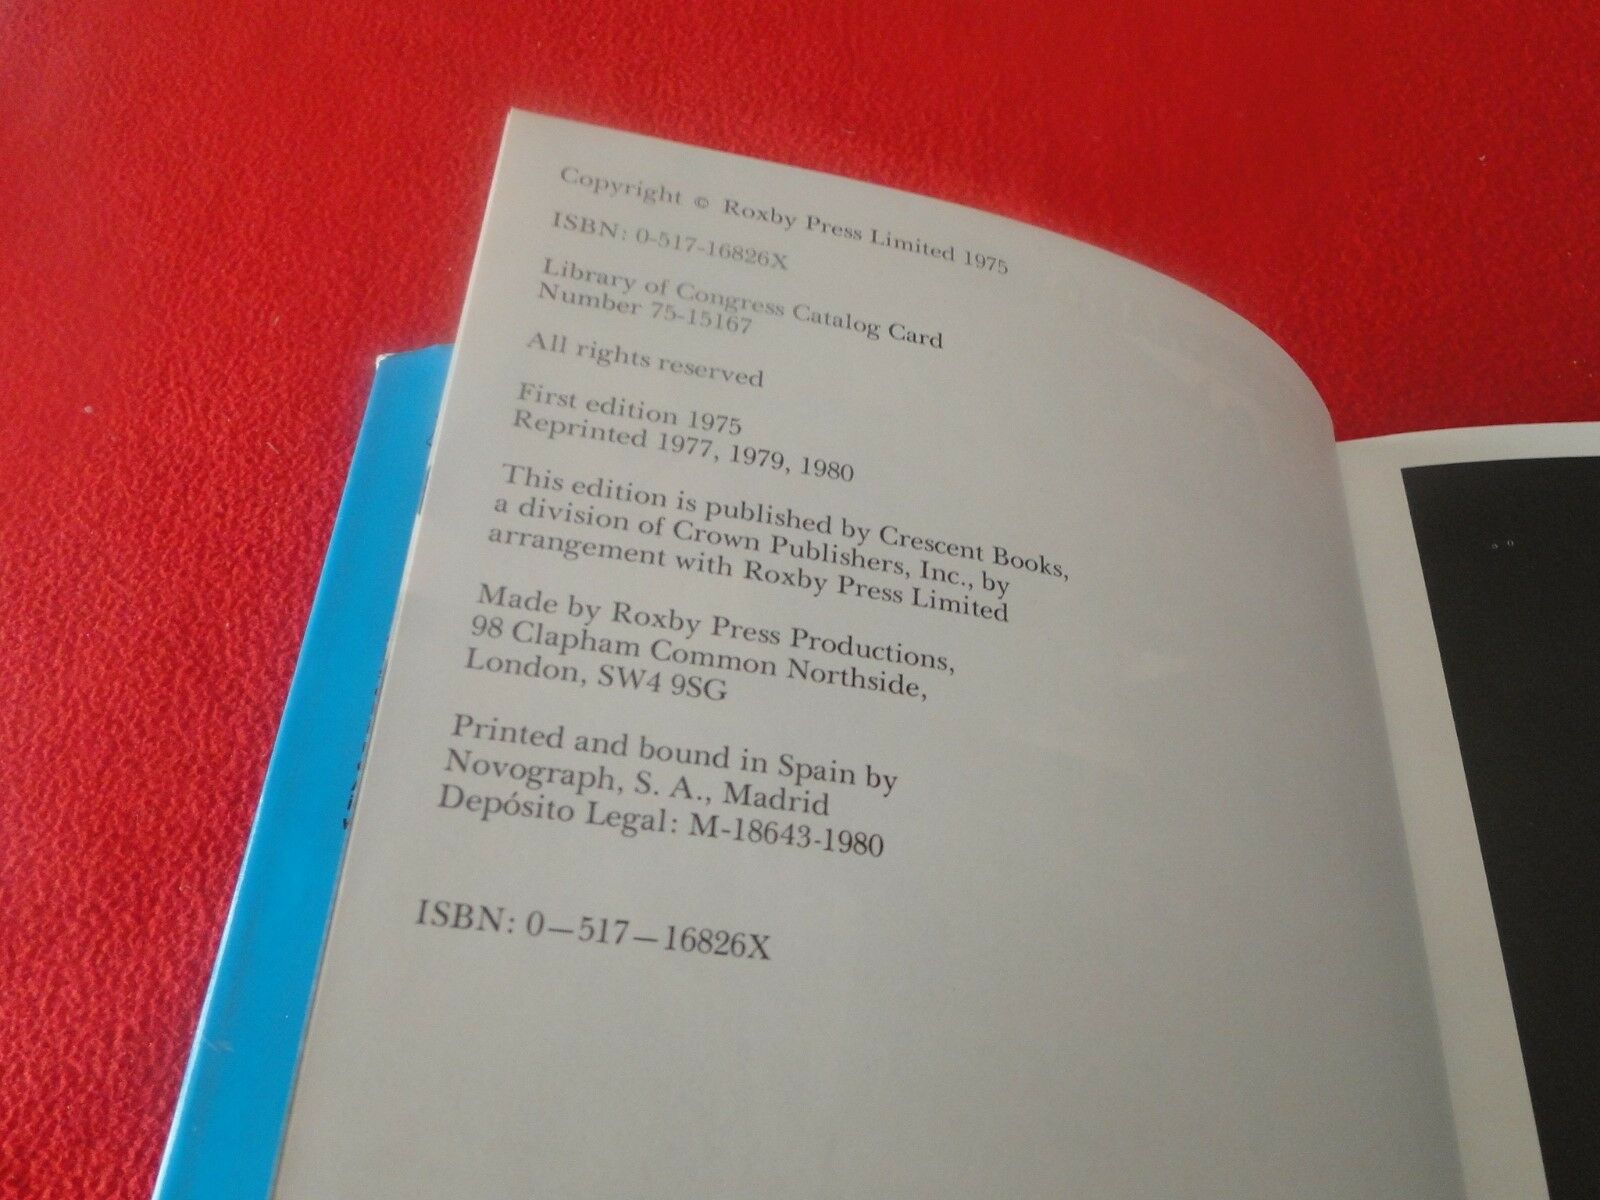 Copyright © Roxby Press Limited 1975
ISBN: 0-517-16826X
Library of Congress Catalog Card
Number 75-15167
All rights reserved
First edition 1975
Reprinted 1977, 1979, 1980
This edition is published by Crescent Books,
a division of Crown Publishers, Inc., by
arrangement with Roxby Press Limited
Made by Roxby Press Productions,
98 Clapham Common Northside,
London, SW4 9SG
Printed and bound in Spain by
Novograph, S. A., Madrid
Depósito Legal: M-18643-1980
ISBN: 0—517—16826X